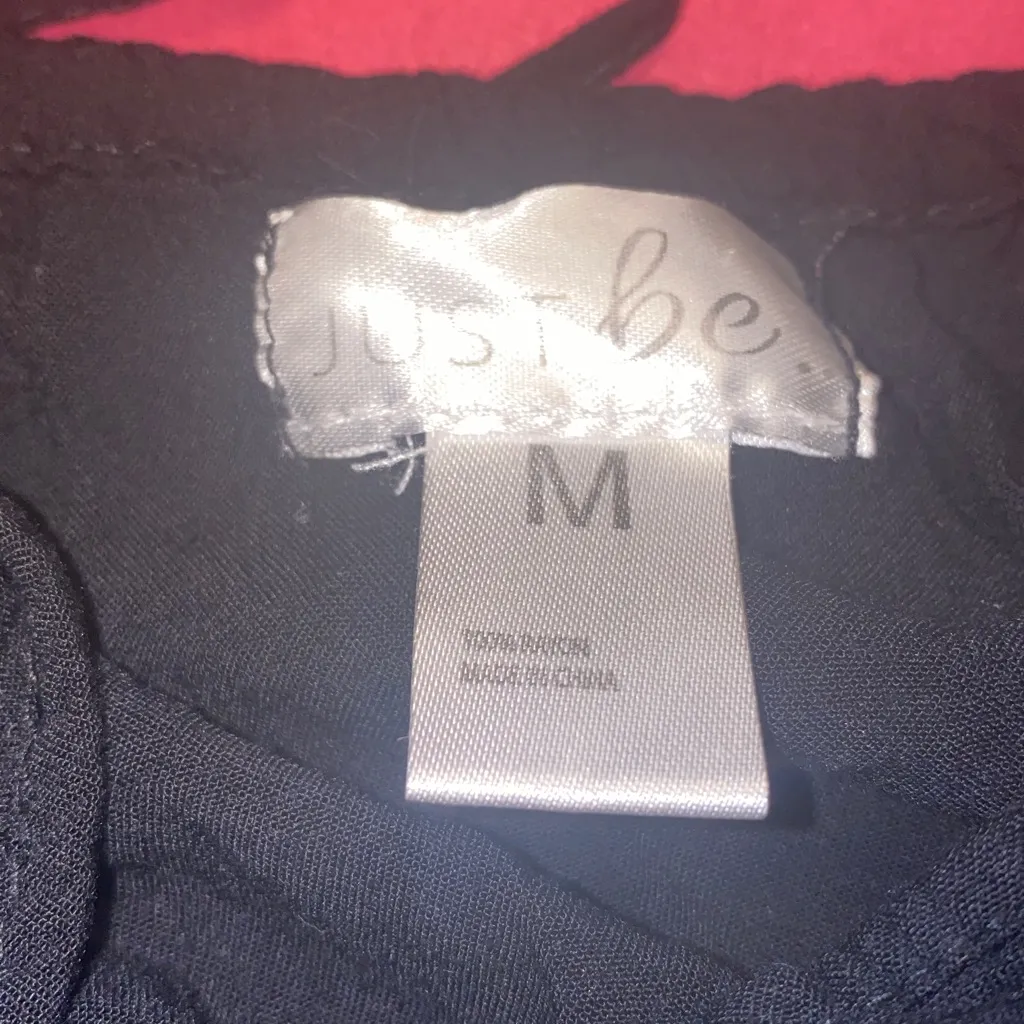 JUST be.
M
100% RAYON
MADE IN CHINA